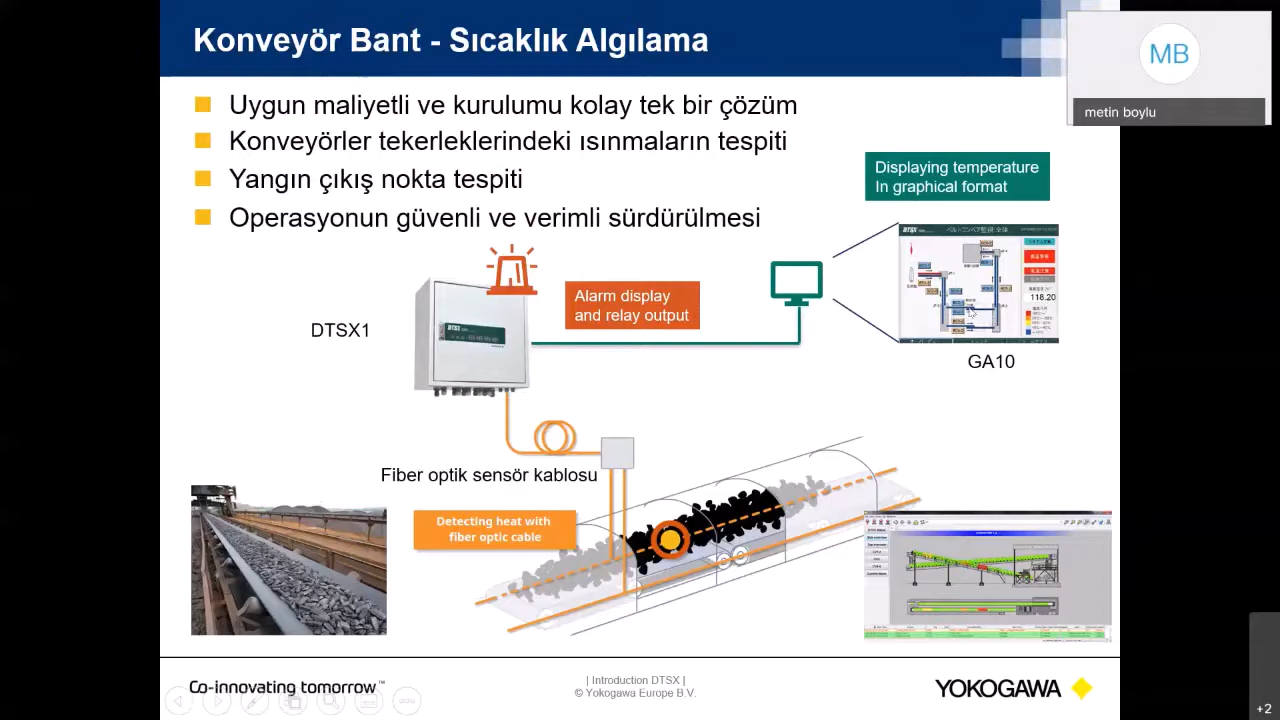 Konveyör Bant - Sıcaklık Algılama
MB
metin boylu
Uygun maliyetli ve kurulumu kolay tek bir çözüm
Konveyörler tekerleklerindeki ısınmaların tespiti
Yangın çıkış nokta tespiti
Operasyonun güvenli ve verimli sürdürülmesi
Displaying temperature
In graphical format
Alarm display
and relay output
DTSX1
DTSX
118.20
GA10
Fiber optik sensör kablosu
Detecting heat with
fiber optic cable
Co-innovating tomorrow™
| Introduction DTSX |
© Yokogawa Europe B.V.
YOKOGAWA
+2